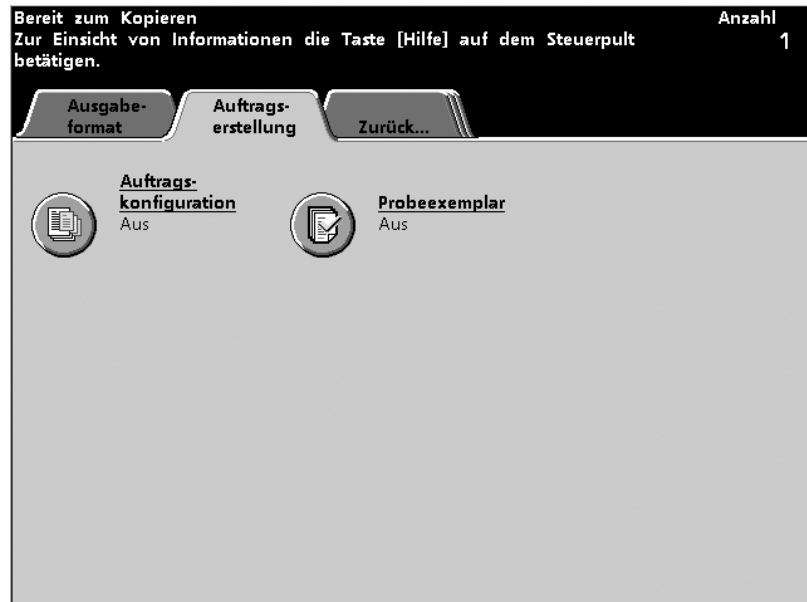 Bereit zum Kopieren
Anzahl
Zur Einsicht von Informationen die Taste [Hilfe] auf dem Steuerpult
1
betätigen.
Ausgabe-
format
Auftrags-
erstellung
Zurück...
Auftrags-
konfiguration
Aus
Probeexemplar
Aus